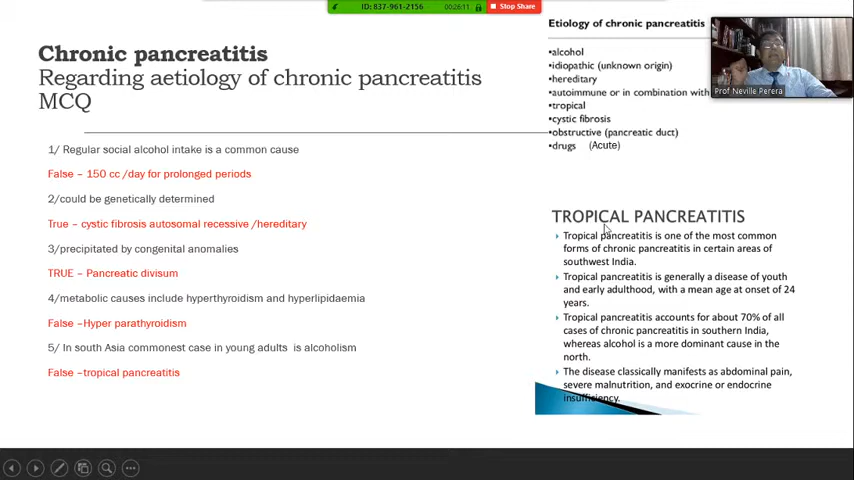 ID: 837-961-2156
00:26:11
Stop Share
Chronic pancreatitis
Regarding aetiology of chronic pancreatitis
MCQ
1/ Regular social alcohol intake is a common cause
False – 150 cc /day for prolonged periods
2/could be genetically determined
True – cystic fibrosis autosomal recessive /hereditary
3/precipitated by congenital anomalies
TRUE – Pancreatic divisum
4/metabolic causes include hyperthyroidism and hyperlipidaemia
False –Hyper parathyroidism
5/ In south Asia commonest case in young adults is alcoholism
False –tropical pancreatitis
Etiology of chronic pancreatitis
•alcohol
•idiopathic (unknown origin)
•hereditary
•autoimmune or in combination with
•tropical
•cystic fibrosis
•obstructive (pancreatic duct)
•drugs (Acute)
Prof Neville Perera
TROPICAL PANCREATITIS
Tropical pancreatitis is one of the most common
forms of chronic pancreatitis in certain areas of
southwest India.
Tropical pancreatitis is generally a disease of youth
and early adulthood, with a mean age at onset of 24
years.
Tropical pancreatitis accounts for about 70% of all
cases of chronic pancreatitis in southern India,
whereas alcohol is a more dominant cause in the
north.
The disease classically manifests as abdominal pain,
severe malnutrition, and exocrine or endocrine
insufficiency.